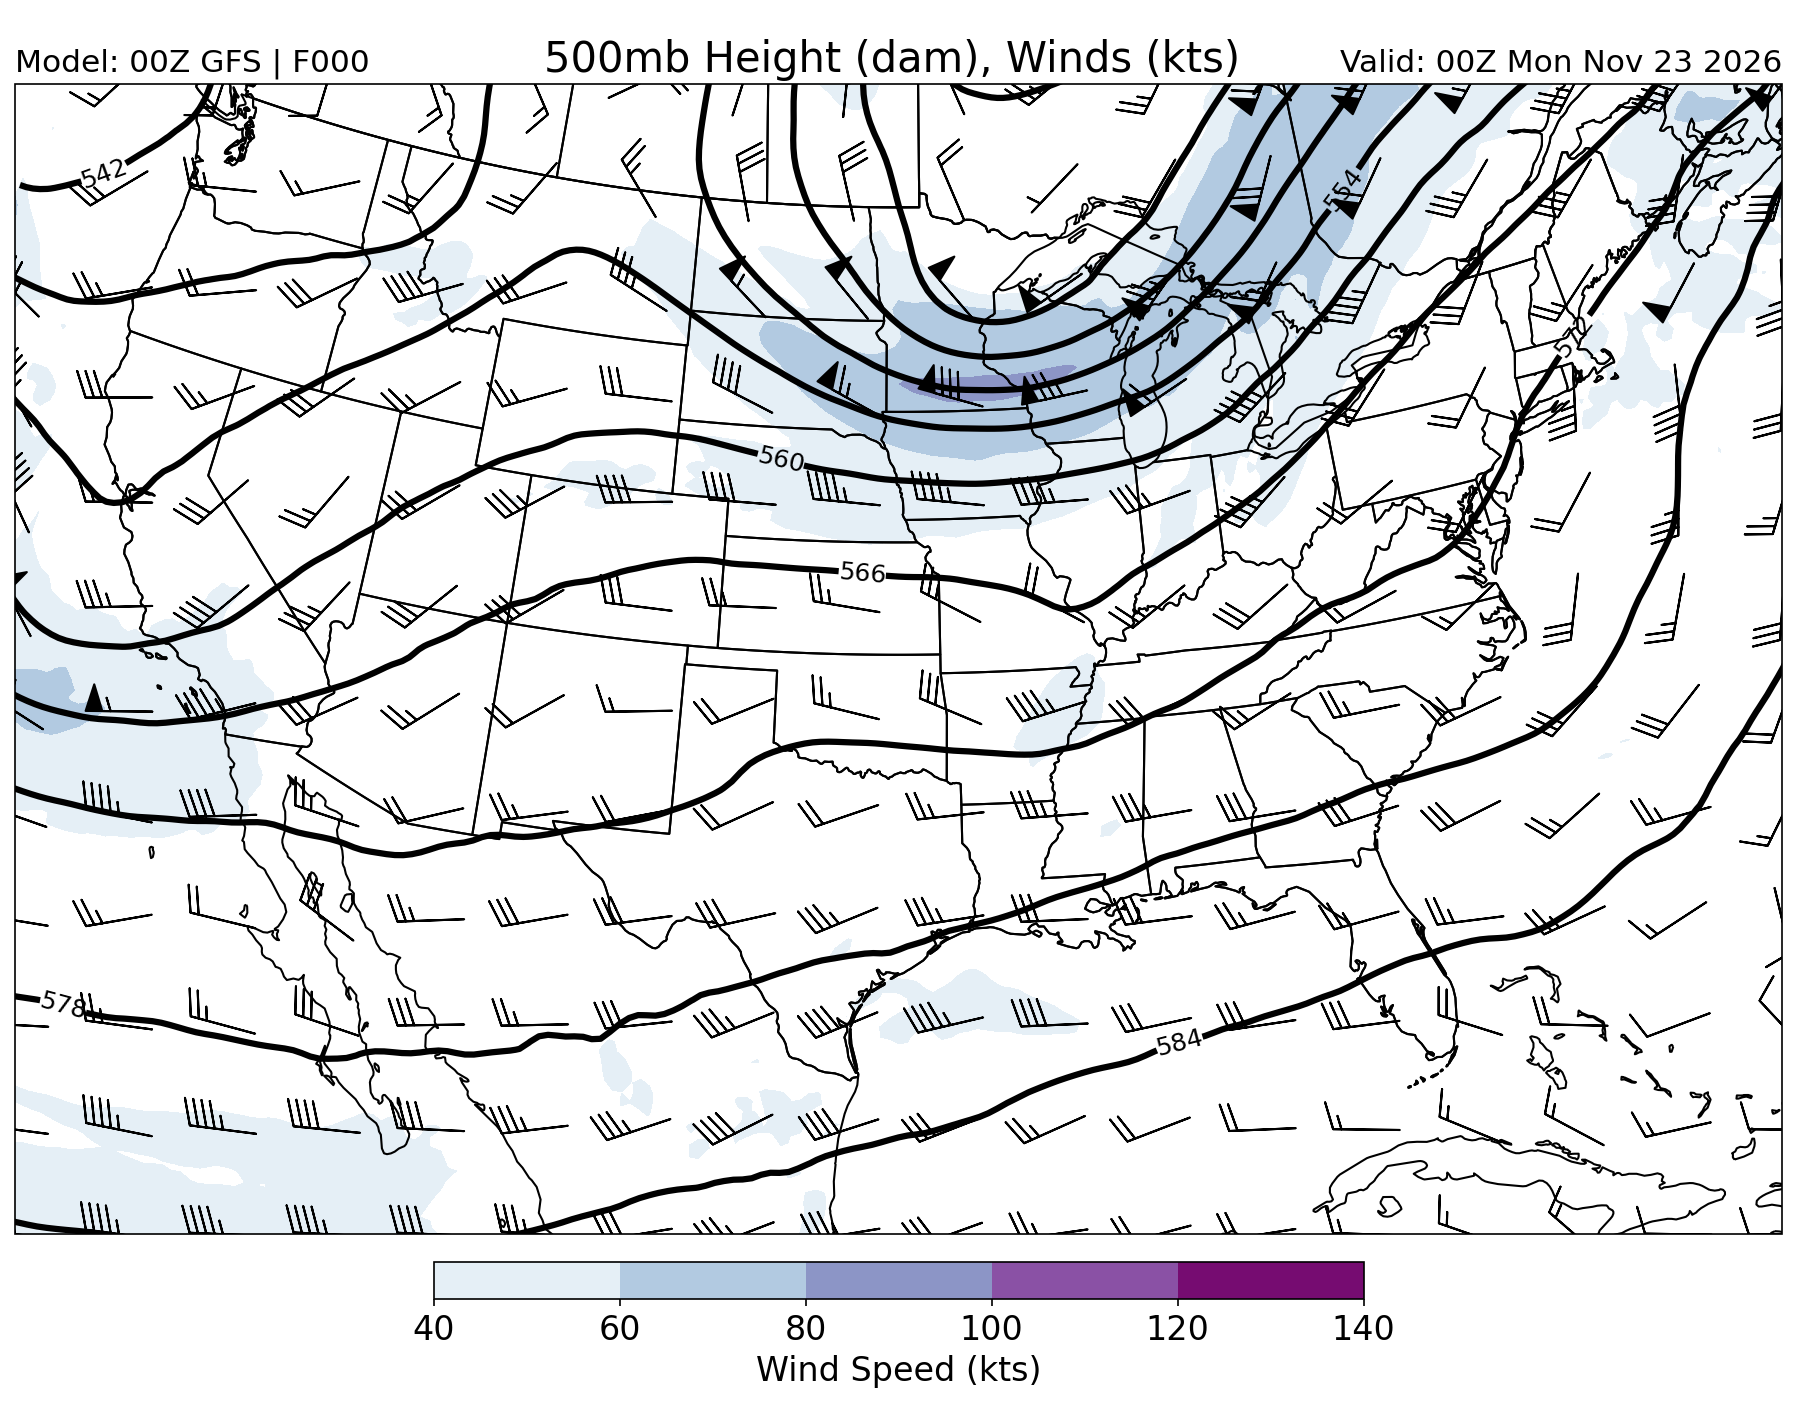 Model: 00Z GFS | F000
500mb Height (dam), Winds (kts)
Valid: 00Z Mon Nov 23 2026
542
554
560
566
578
584
40 60 80 100 120 140
Wind Speed (kts)